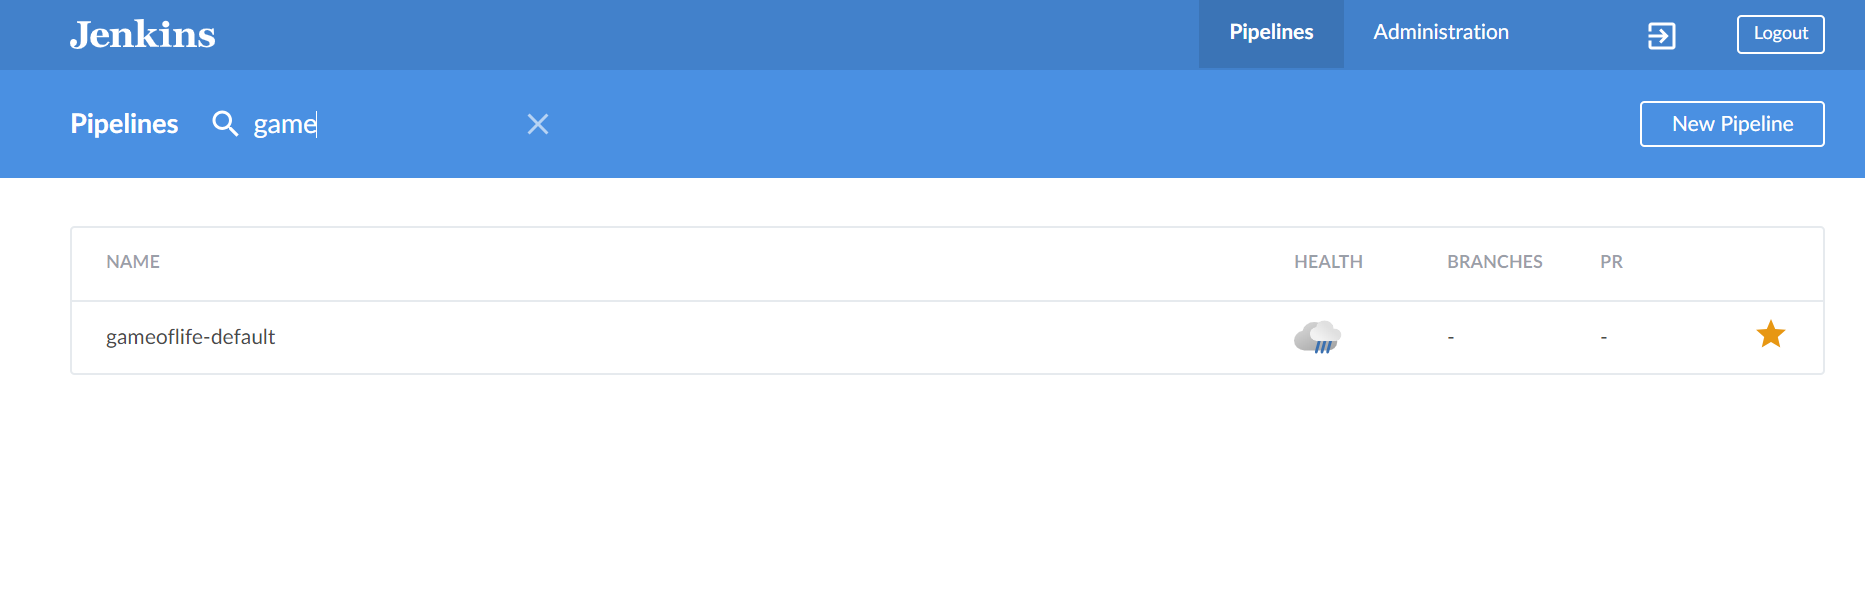 Jenkins Pipelines Administration Logout
Pipelines game New Pipeline
NAME HEALTH BRANCHES PR
gameoflife-default - -